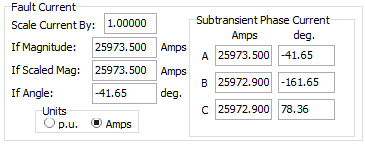 Fault Current
Scale Current By: 1.00000
If Magnitude: 25973.500 Amps
If Scaled Mag: 25973.500 Amps
If Angle: -41.65 deg.
Units
p.u. Amps
Subtransient Phase Current
Amps deg.
A 25973.500 -41.65
B 25972.900 -161.65
C 25972.900 78.36